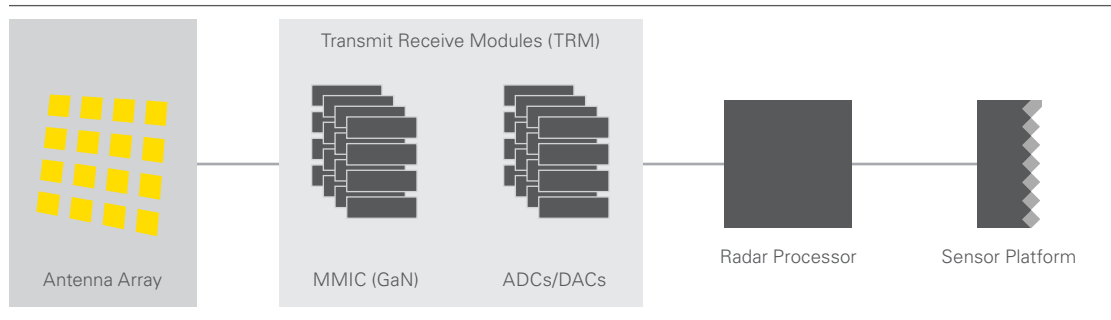 Transmit Receive Modules (TRM)
Antenna Array
MMIC (GaN)
ADCs/DACs
Radar Processor
Sensor Platform